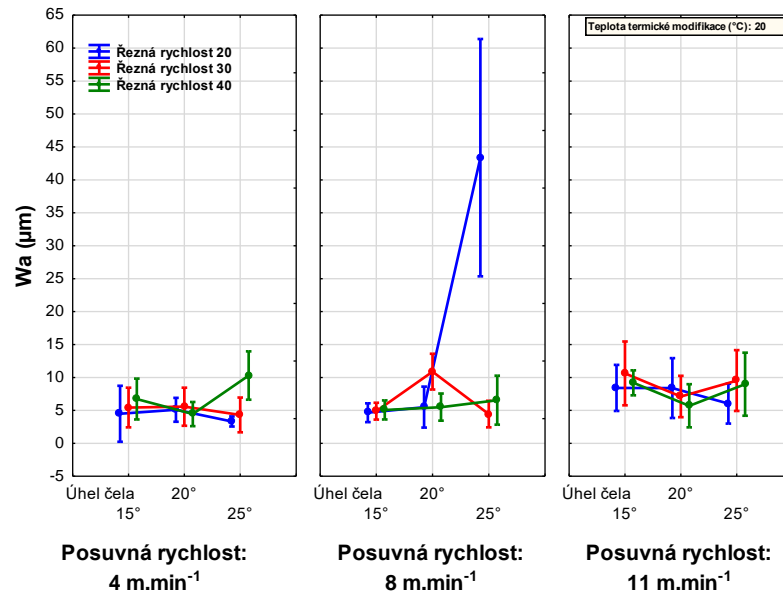 65
60
55
50
45
40
35
30
25
20
15
10
5
0
-5
Wa (µm)
Řezná rychlost 20
Řezná rychlost 30
Řezná rychlost 40
Teplota termické modifikace (°C): 20
Úhel čela 20°
15° 25°
Úhel čela 20°
15° 25°
Úhel čela 20°
15° 25°
Posuvná rychlost:
4 m.min⁻¹
Posuvná rychlost:
8 m.min⁻¹
Posuvná rychlost:
11 m.min⁻¹